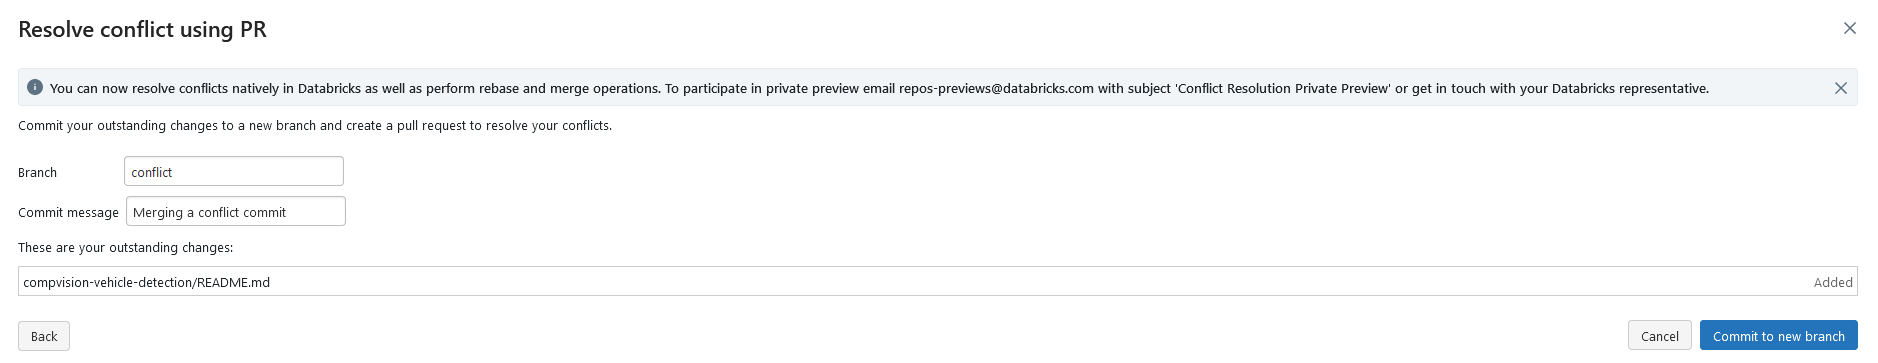 Resolve conflict using PR
You can now resolve conflicts natively in Databricks as well as perform rebase and merge operations. To participate in private preview email repos-previews@databricks.com with subject 'Conflict Resolution Private Preview' or get in touch with your Databricks representative.
Commit your outstanding changes to a new branch and create a pull request to resolve your conflicts.
Branch conflict
Commit message Merging a conflict commit
These are your outstanding changes:
compvision-vehicle-detection/README.md Added
Back Cancel Commit to new branch